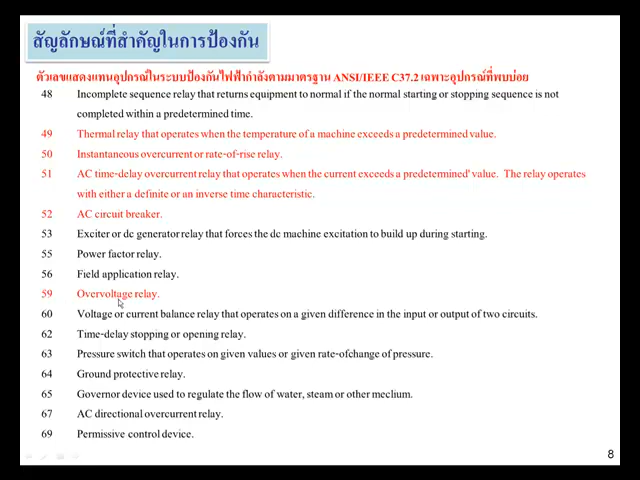 สัญลักษณ์ที่สำคัญในการป้องกัน
ตัวเลขแสดงแทนอุปกรณ์ในระบบป้องกันไฟฟ้ากำลังตามมาตรฐาน ANSI/IEEE C37.2 เฉพาะอุปกรณ์ที่พบบ่อย
48 Incomplete sequence relay that returns equipment to normal if the normal starting or stopping sequence is not
completed within a predetermined time.
49 Thermal relay that operates when the temperature of a machine exceeds a predetermined value.
50 Instantaneous overcurrent or rate-of-rise relay.
51 AC time-delay overcurrent relay that operates when the current exceeds a predetermined' value. The relay operates
with either a definite or an inverse time characteristic.
52 AC circuit breaker.
53 Exciter or dc generator relay that forces the dc machine excitation to build up during starting.
55 Power factor relay.
56 Field application relay.
59 Overvoltage relay.
60 Voltage or current balance relay that operates on a given difference in the input or output of two circuits.
62 Time-delay stopping or opening relay.
63 Pressure switch that operates on given values or given rate-ofchange of pressure.
64 Ground protective relay.
65 Governor device used to regulate the flow of water, steam or other meclium.
67 AC directional overcurrent relay.
69 Permissive control device.
8